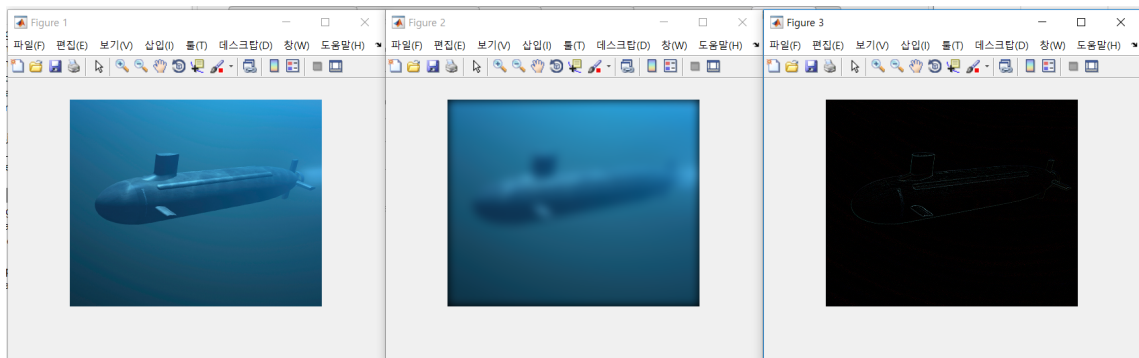 Figure 1
파일(F) 편집(E) 보기(V) 삽입(I) 툴(T) 데스크탑(D) 창(W) 도움말(H)
Figure 2
파일(F) 편집(E) 보기(V) 삽입(I) 툴(T) 데스크탑(D) 창(W) 도움말(H)
Figure 3
파일(F) 편집(E) 보기(V) 삽입(I) 툴(T) 데스크탑(D) 창(W) 도움말(H)